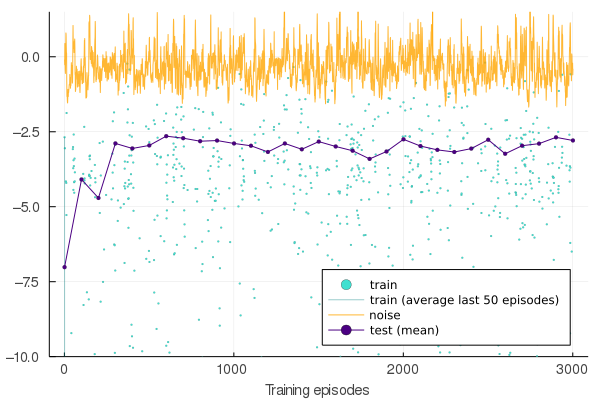 0.0
−2.5
−5.0
−7.5
−10.0
train
train (average last 50 episodes)
noise
test (mean)
0
1000
2000
3000
Training episodes